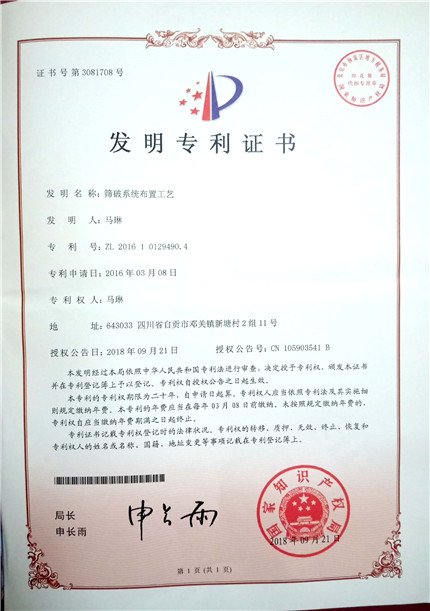 证书号第3081708号
发明专利证书
发明名称:筛破系统布置工艺
发明人:马琳
专利号:ZL 2016 1 0129490.4
专利申请日:2016年03月08日
专利权人:马琳
地址:643033 四川省自贡市邓关镇新塘村2组11号
授权公告日:2018年09月21日 授权公告号:CN 105903541 B
本发明经过本局依照中华人民共和国专利法进行审查,决定授予专利权,颁发本证书
并在专利登记簿上予以登记。专利权自授权公告之日起生效。
本专利的专利权期限为二十年,自申请日起算。专利权人应当依照专利法及其实施细
则规定缴纳年费。本专利的年费应当在每年03月08日前缴纳。未按照规定缴纳年费的,
专利权自应当缴纳年费期满之日起终止。
专利证书记载专利权登记时的法律状况。专利权的转移、质押、无效、终止、恢复和
专利权人的姓名或名称、国籍、地址变更等事项记载在专利登记簿上。
局长
申长雨
申长雨
国家知识产权局
2018年09月21日
第1页(共1页)